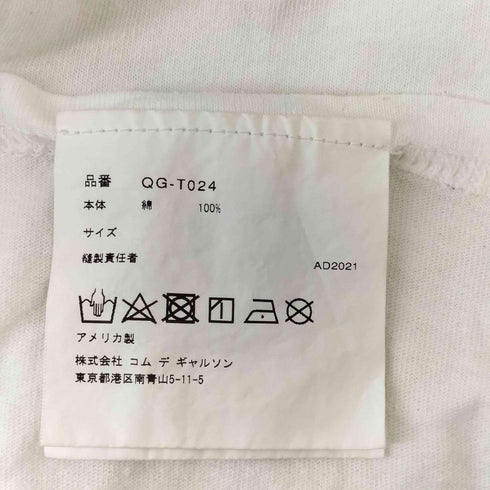 品番 QG-T024
本体 綿 100%
サイズ
縫製責任者 AD2021
アメリカ製
株式会社 コム デ ギャルソン
東京都港区南青山5-11-5